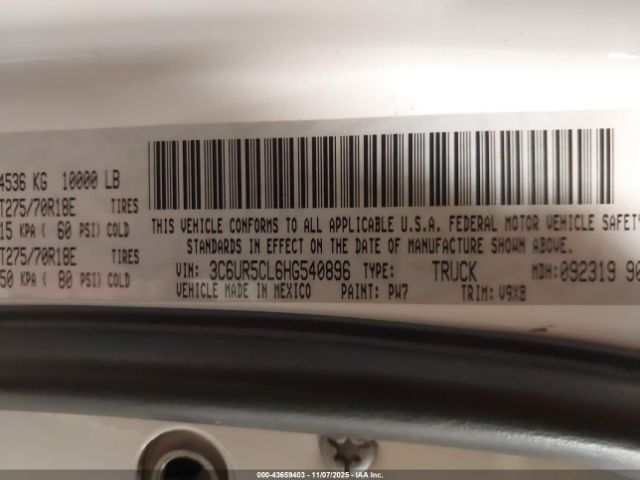 4536 KG 10000 LB
T275/70R18E TIRES
15 KPA ( 60 PSI) COLD
T275/70R18E TIRES
50 KPA ( 80 PSI) COLD
THIS VEHICLE CONFORMS TO ALL APPLICABLE U.S.A. FEDERAL MOTOR VEHICLE SAFETY
STANDARDS IN EFFECT ON THE DATE OF MANUFACTURE SHOWN ABOVE.
VIN: 3C6UR5CL6HG540896 TYPE: TRUCK MDH: 092319 90
VEHICLE MADE IN MEXICO PAINT: PW7 TRIM: V9X8
000-43659403 — 11/07/2025 — IAA Inc.